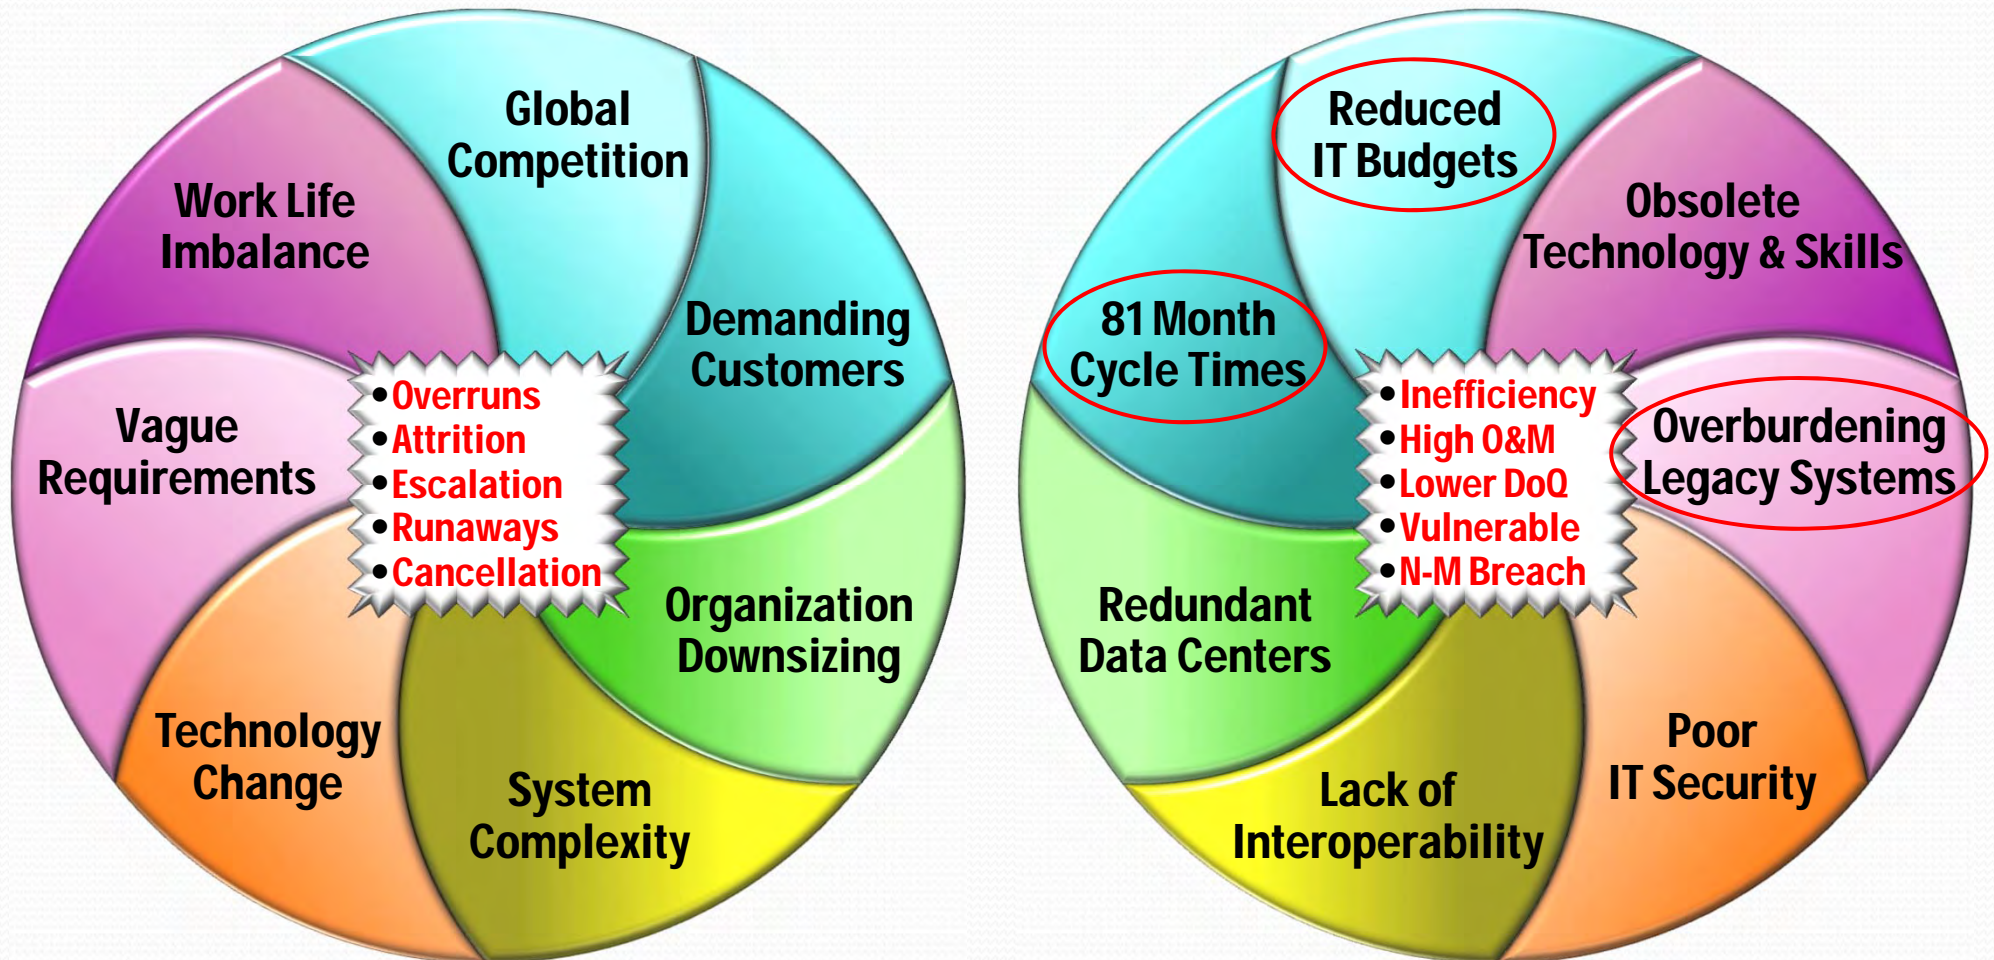 Global
Competition
Work Life
Imbalance
Demanding
Customers
Vague
Requirements
•Overruns
•Attrition
•Escalation
•Runaways
•Cancellation
Organization
Downsizing
Technology
Change
System
Complexity
Reduced
IT Budgets
Obsolete
Technology & Skills
81 Month
Cycle Times
•Inefficiency
•High O&M
•Lower DoQ
•Vulnerable
•N-M Breach
Overburdening
Legacy Systems
Redundant
Data Centers
Poor
IT Security
Lack of
Interoperability